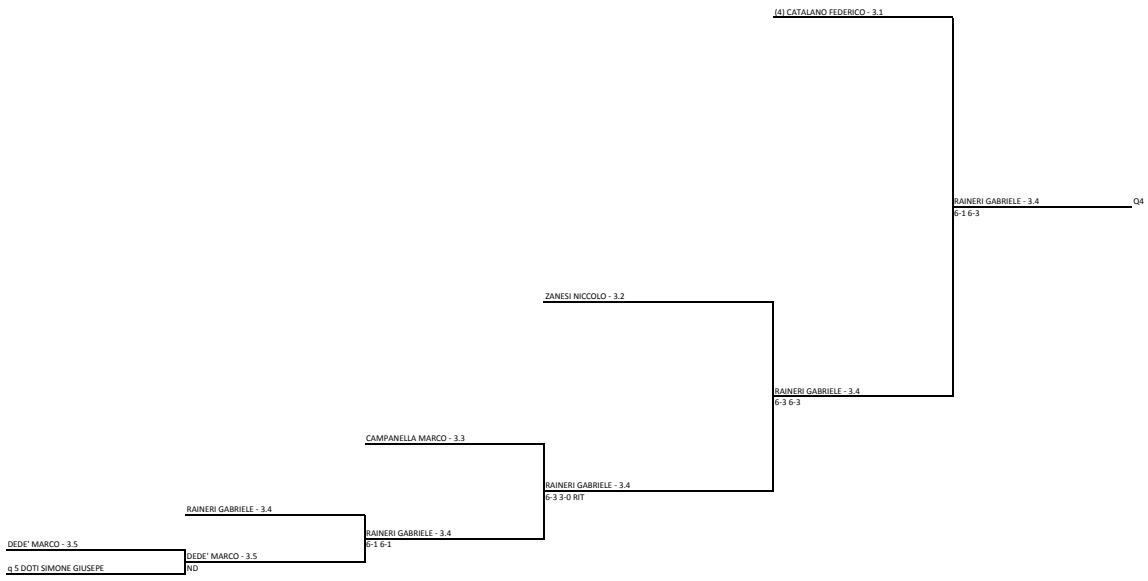 (4) CATALANO FEDERICO - 3.1
RAINERI GABRIELE - 3.4
Q4
6-1 6-3
ZANESI NICCOLO - 3.2
RAINERI GABRIELE - 3.4
6-3 6-3
CAMPANELLA MARCO - 3.3
RAINERI GABRIELE - 3.4
6-3 3-0 RIT
RAINERI GABRIELE - 3.4
RAINERI GABRIELE - 3.4
6-1 6-1
DEDE' MARCO - 3.5
DEDE' MARCO - 3.5
q 5 DOTI SIMONE GIUSEPE
ND